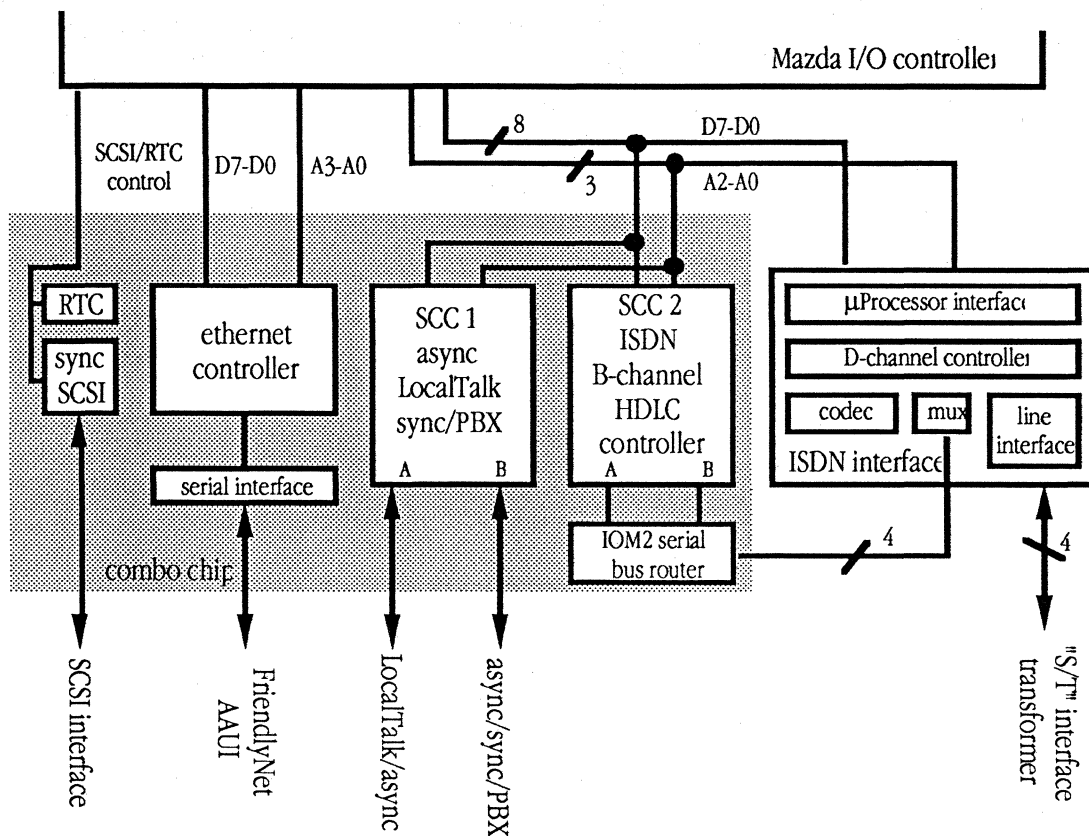 Mazda I/O controller
8
D7-D0
SCSI/RTC
control
D7-D0
A3-A0
3
A2-A0
RTC
sync
SCSI
ethernet
controller
serial interface
SCC 1
async
LocalTalk
sync/PBX
A
B
SCC 2
ISDN
B-channel
HDLC
controller
A
B
IOM2 serial
bus router
µProcessor interface
D-channel controller
codec
mux
line
interface
ISDN interface
4
4
combo chip
SCSI interface
FriendlyNet
AAUI
LocalTalk/async
async/sync/PBX
"S/T" interface
transformer